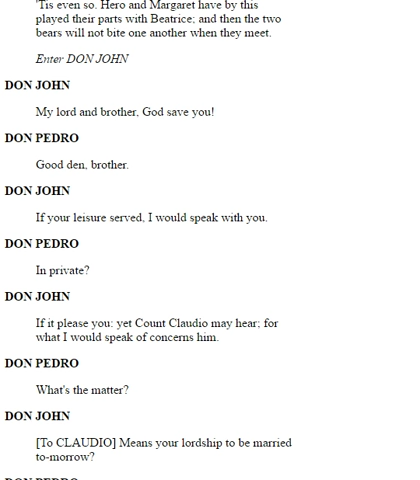 'Tis even so. Hero and Margaret have by this
played their parts with Beatrice; and then the two
bears will not bite one another when they meet.
Enter DON JOHN
DON JOHN
My lord and brother, God save you!
DON PEDRO
Good den, brother.
DON JOHN
If your leisure served, I would speak with you.
DON PEDRO
In private?
DON JOHN
If it please you: yet Count Claudio may hear; for
what I would speak of concerns him.
DON PEDRO
What's the matter?
DON JOHN
[To CLAUDIO] Means your lordship to be married
to-morrow?
DON PEDRO